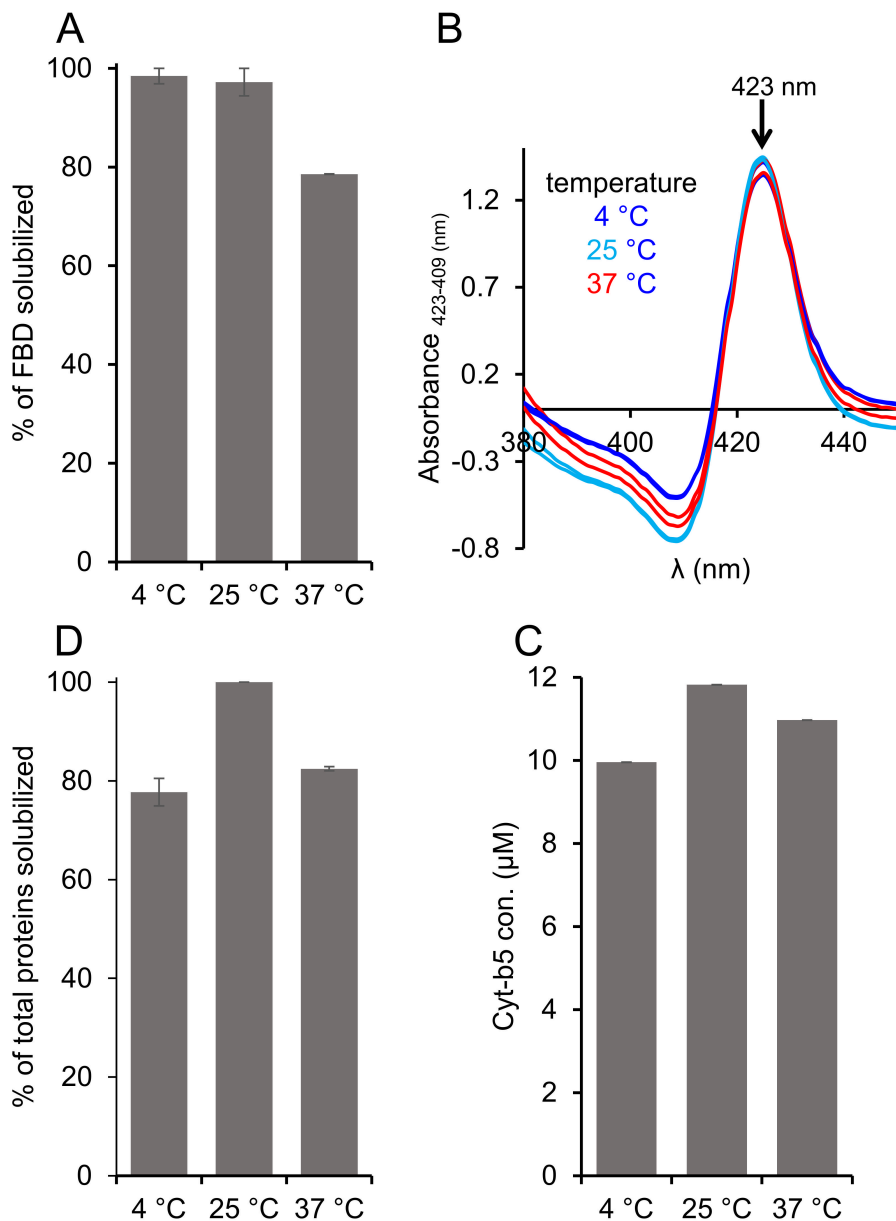 A
% of FBD solubilized
100
80
60
40
20
0
4 °C 25 °C 37 °C
B
423 nm
temperature
4 °C
25 °C
37 °C
Absorbance 423-409 (nm)
1.2
0.7
0.2
-0.3
-0.8
380 400 420 440
λ (nm)
D
% of total proteins solubilized
100
80
60
40
20
0
4 °C 25 °C 37 °C
C
Cyt-b5 con. (µM)
12
10
8
6
4
2
0
4 °C 25 °C 37 °C